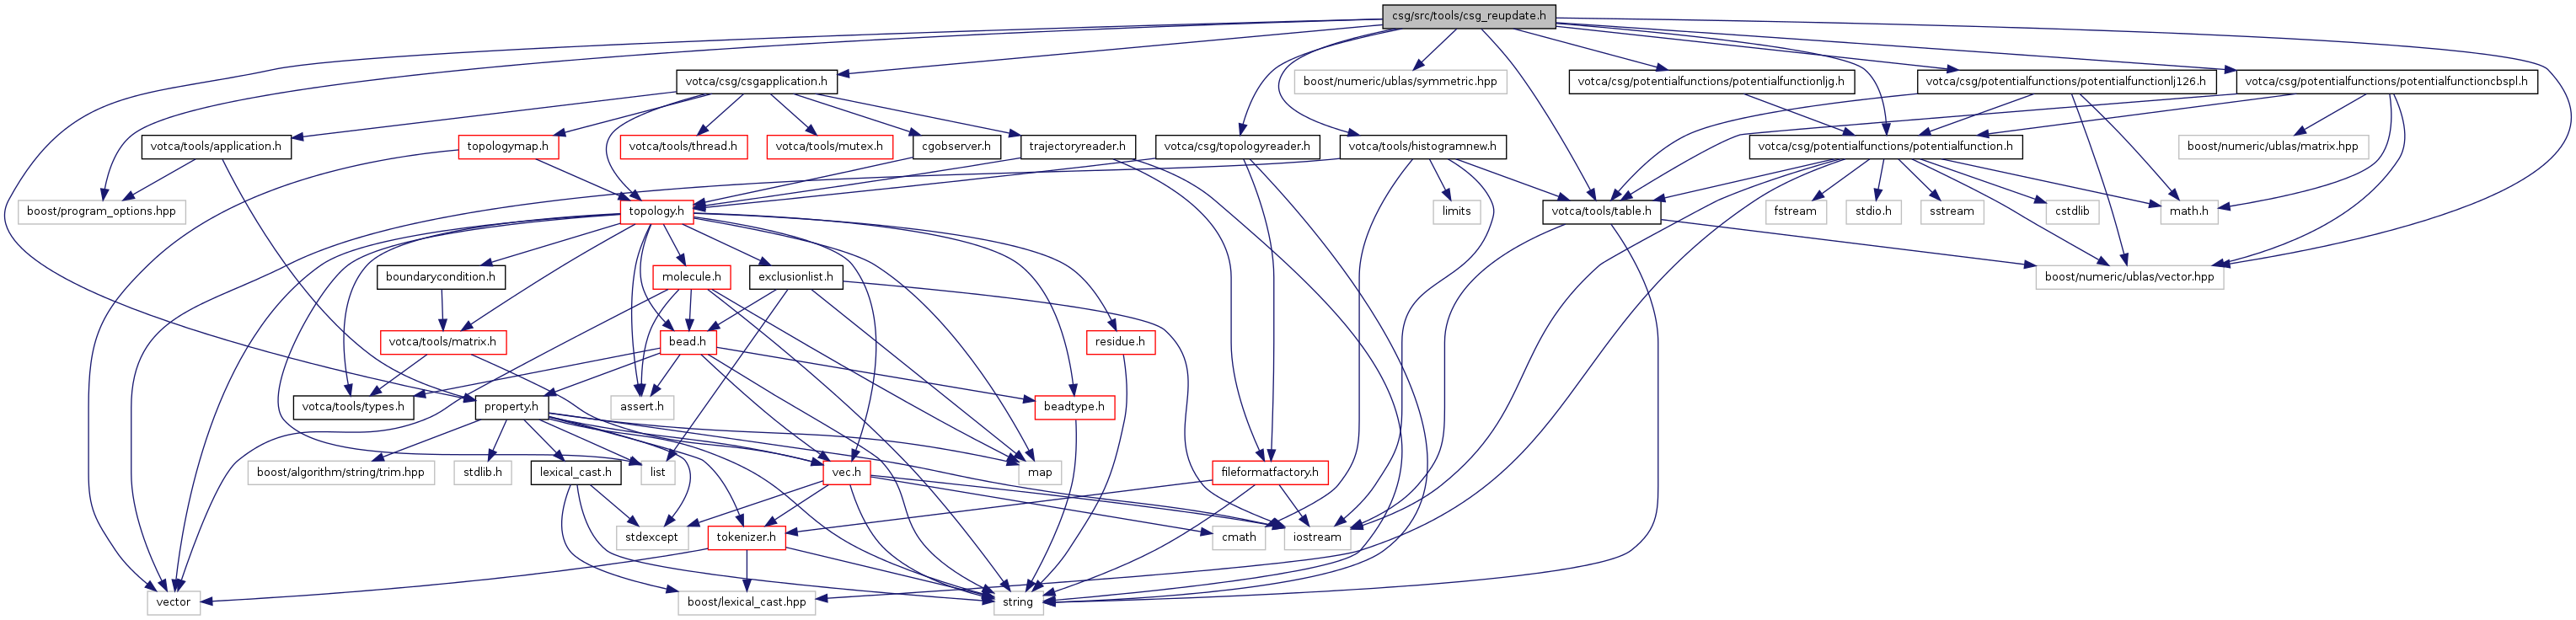 csg/src/tools/csg_reupdate.h
votca/csg/csgapplication.h
boost/numeric/ublas/symmetric.hpp
votca/csg/potentialfunctions/potentialfunctionljg.h
votca/csg/potentialfunctions/potentialfunctionlj126.h
votca/csg/potentialfunctions/potentialfunctioncbspl.h
votca/tools/application.h
topologymap.h
votca/tools/thread.h
votca/tools/mutex.h
cgobserver.h
trajectoryreader.h
votca/csg/topologyreader.h
votca/tools/histogramnew.h
votca/csg/potentialfunctions/potentialfunction.h
boost/numeric/ublas/matrix.hpp
boost/program_options.hpp
topology.h
limits
votca/tools/table.h
fstream
stdio.h
sstream
cstdlib
math.h
boundarycondition.h
molecule.h
exclusionlist.h
boost/numeric/ublas/vector.hpp
votca/tools/matrix.h
bead.h
residue.h
votca/tools/types.h
property.h
assert.h
beadtype.h
boost/algorithm/string/trim.hpp
stdlib.h
lexical_cast.h
list
vec.h
map
fileformatfactory.h
stdexcept
tokenizer.h
cmath
iostream
vector
boost/lexical_cast.hpp
string